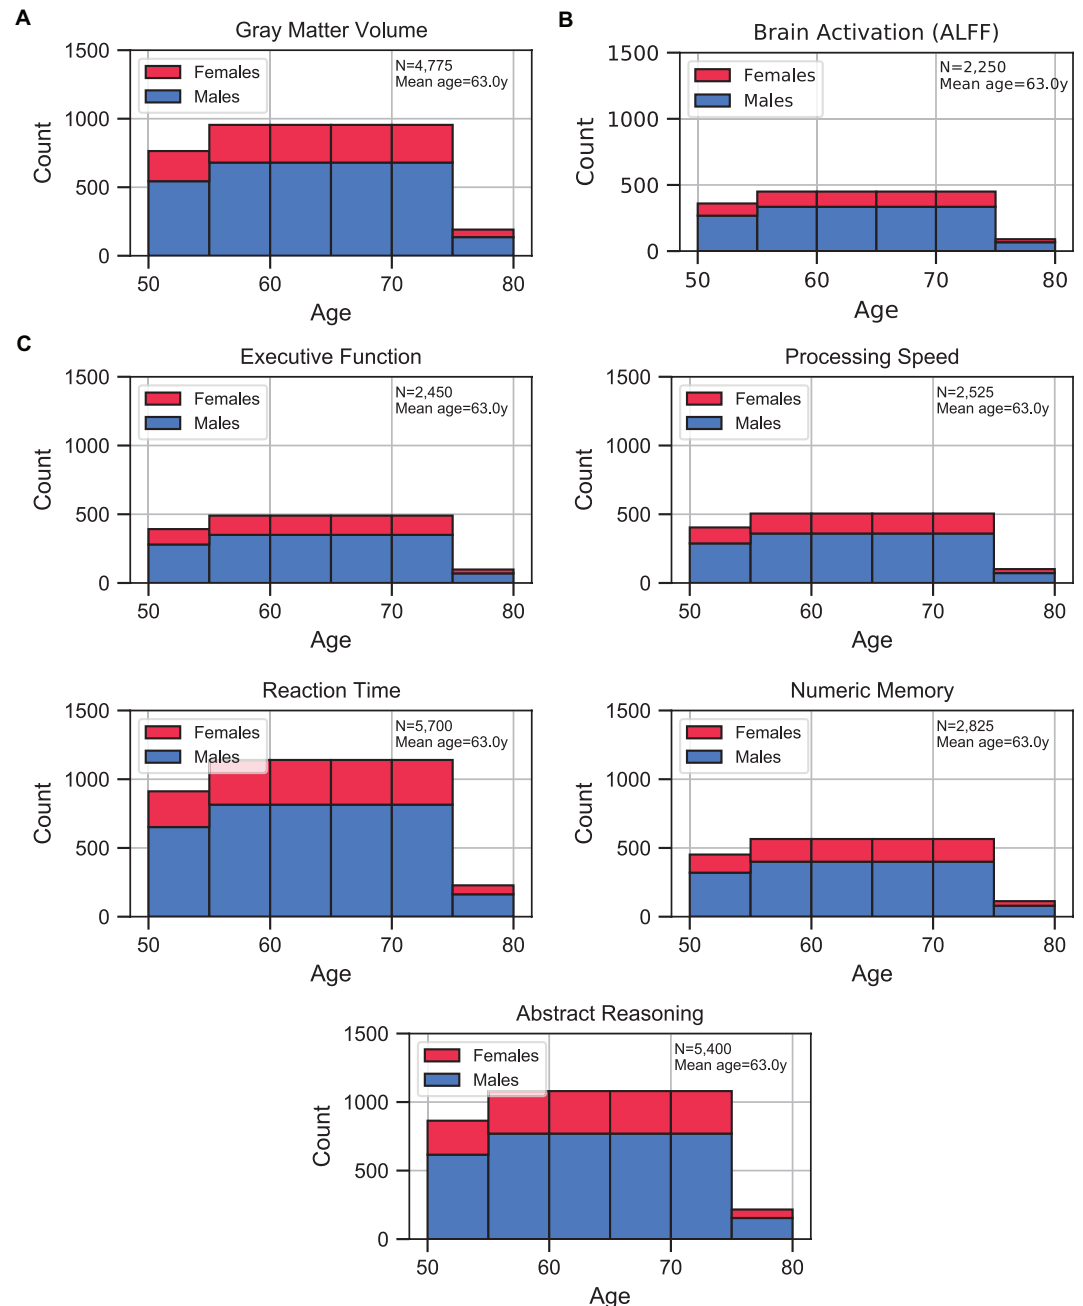 A
Gray Matter Volume
1500
1000
500
0
Count
Females
Males
N=4,775
Mean age=63.0y
50 60 70 80
Age
B
Brain Activation (ALFF)
1500
1000
500
0
Count
Females
Males
N=2,250
Mean age=63.0y
50 60 70 80
Age
C
Executive Function
1500
1000
500
0
Count
Females
Males
N=2,450
Mean age=63.0y
50 60 70 80
Age
Processing Speed
1500
1000
500
0
Count
Females
Males
N=2,525
Mean age=63.0y
50 60 70 80
Age
Reaction Time
1500
1000
500
0
Count
Females
Males
N=5,700
Mean age=63.0y
50 60 70 80
Age
Numeric Memory
1500
1000
500
0
Count
Females
Males
N=2,825
Mean age=63.0y
50 60 70 80
Age
Abstract Reasoning
1500
1000
500
0
Count
Females
Males
N=5,400
Mean age=63.0y
50 60 70 80
Age